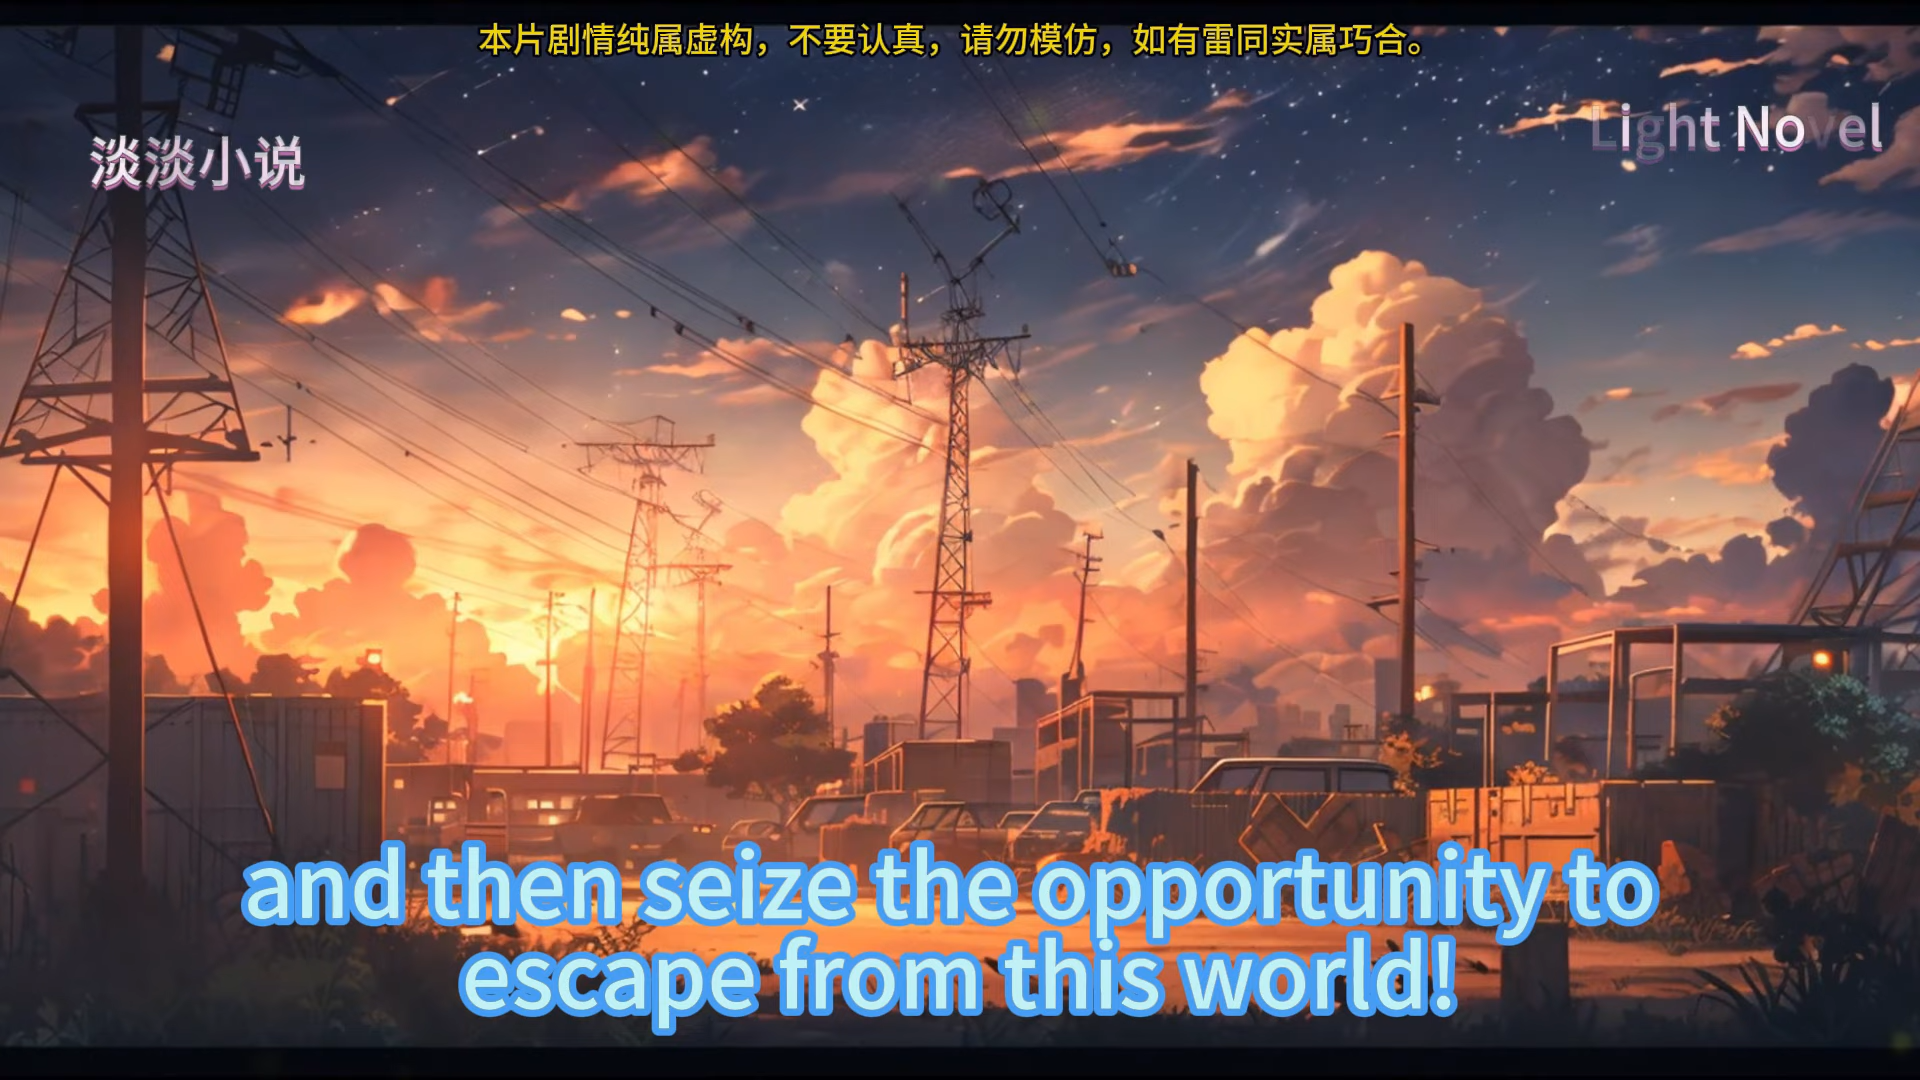 本片剧情纯属虚构，不要认真，请勿模仿，如有雷同实属巧合。
淡淡小说
Light Novel
and then seize the opportunity to
escape from this world!